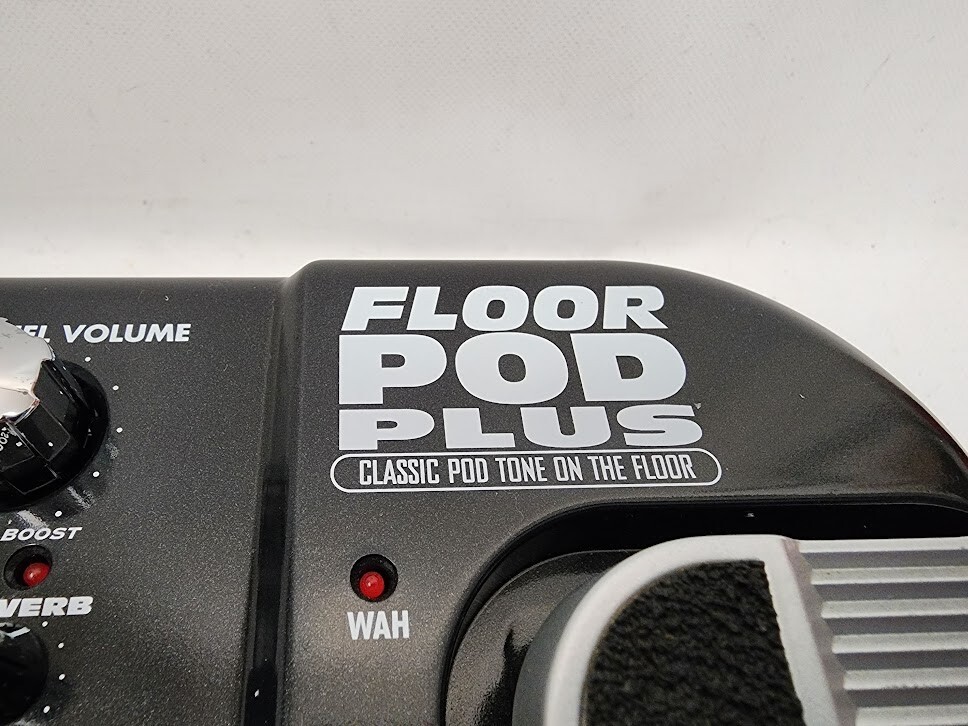 FLOOR
POD
PLUS
CLASSIC POD TONE ON THE FLOOR
VOLUME
BOOST
WAH